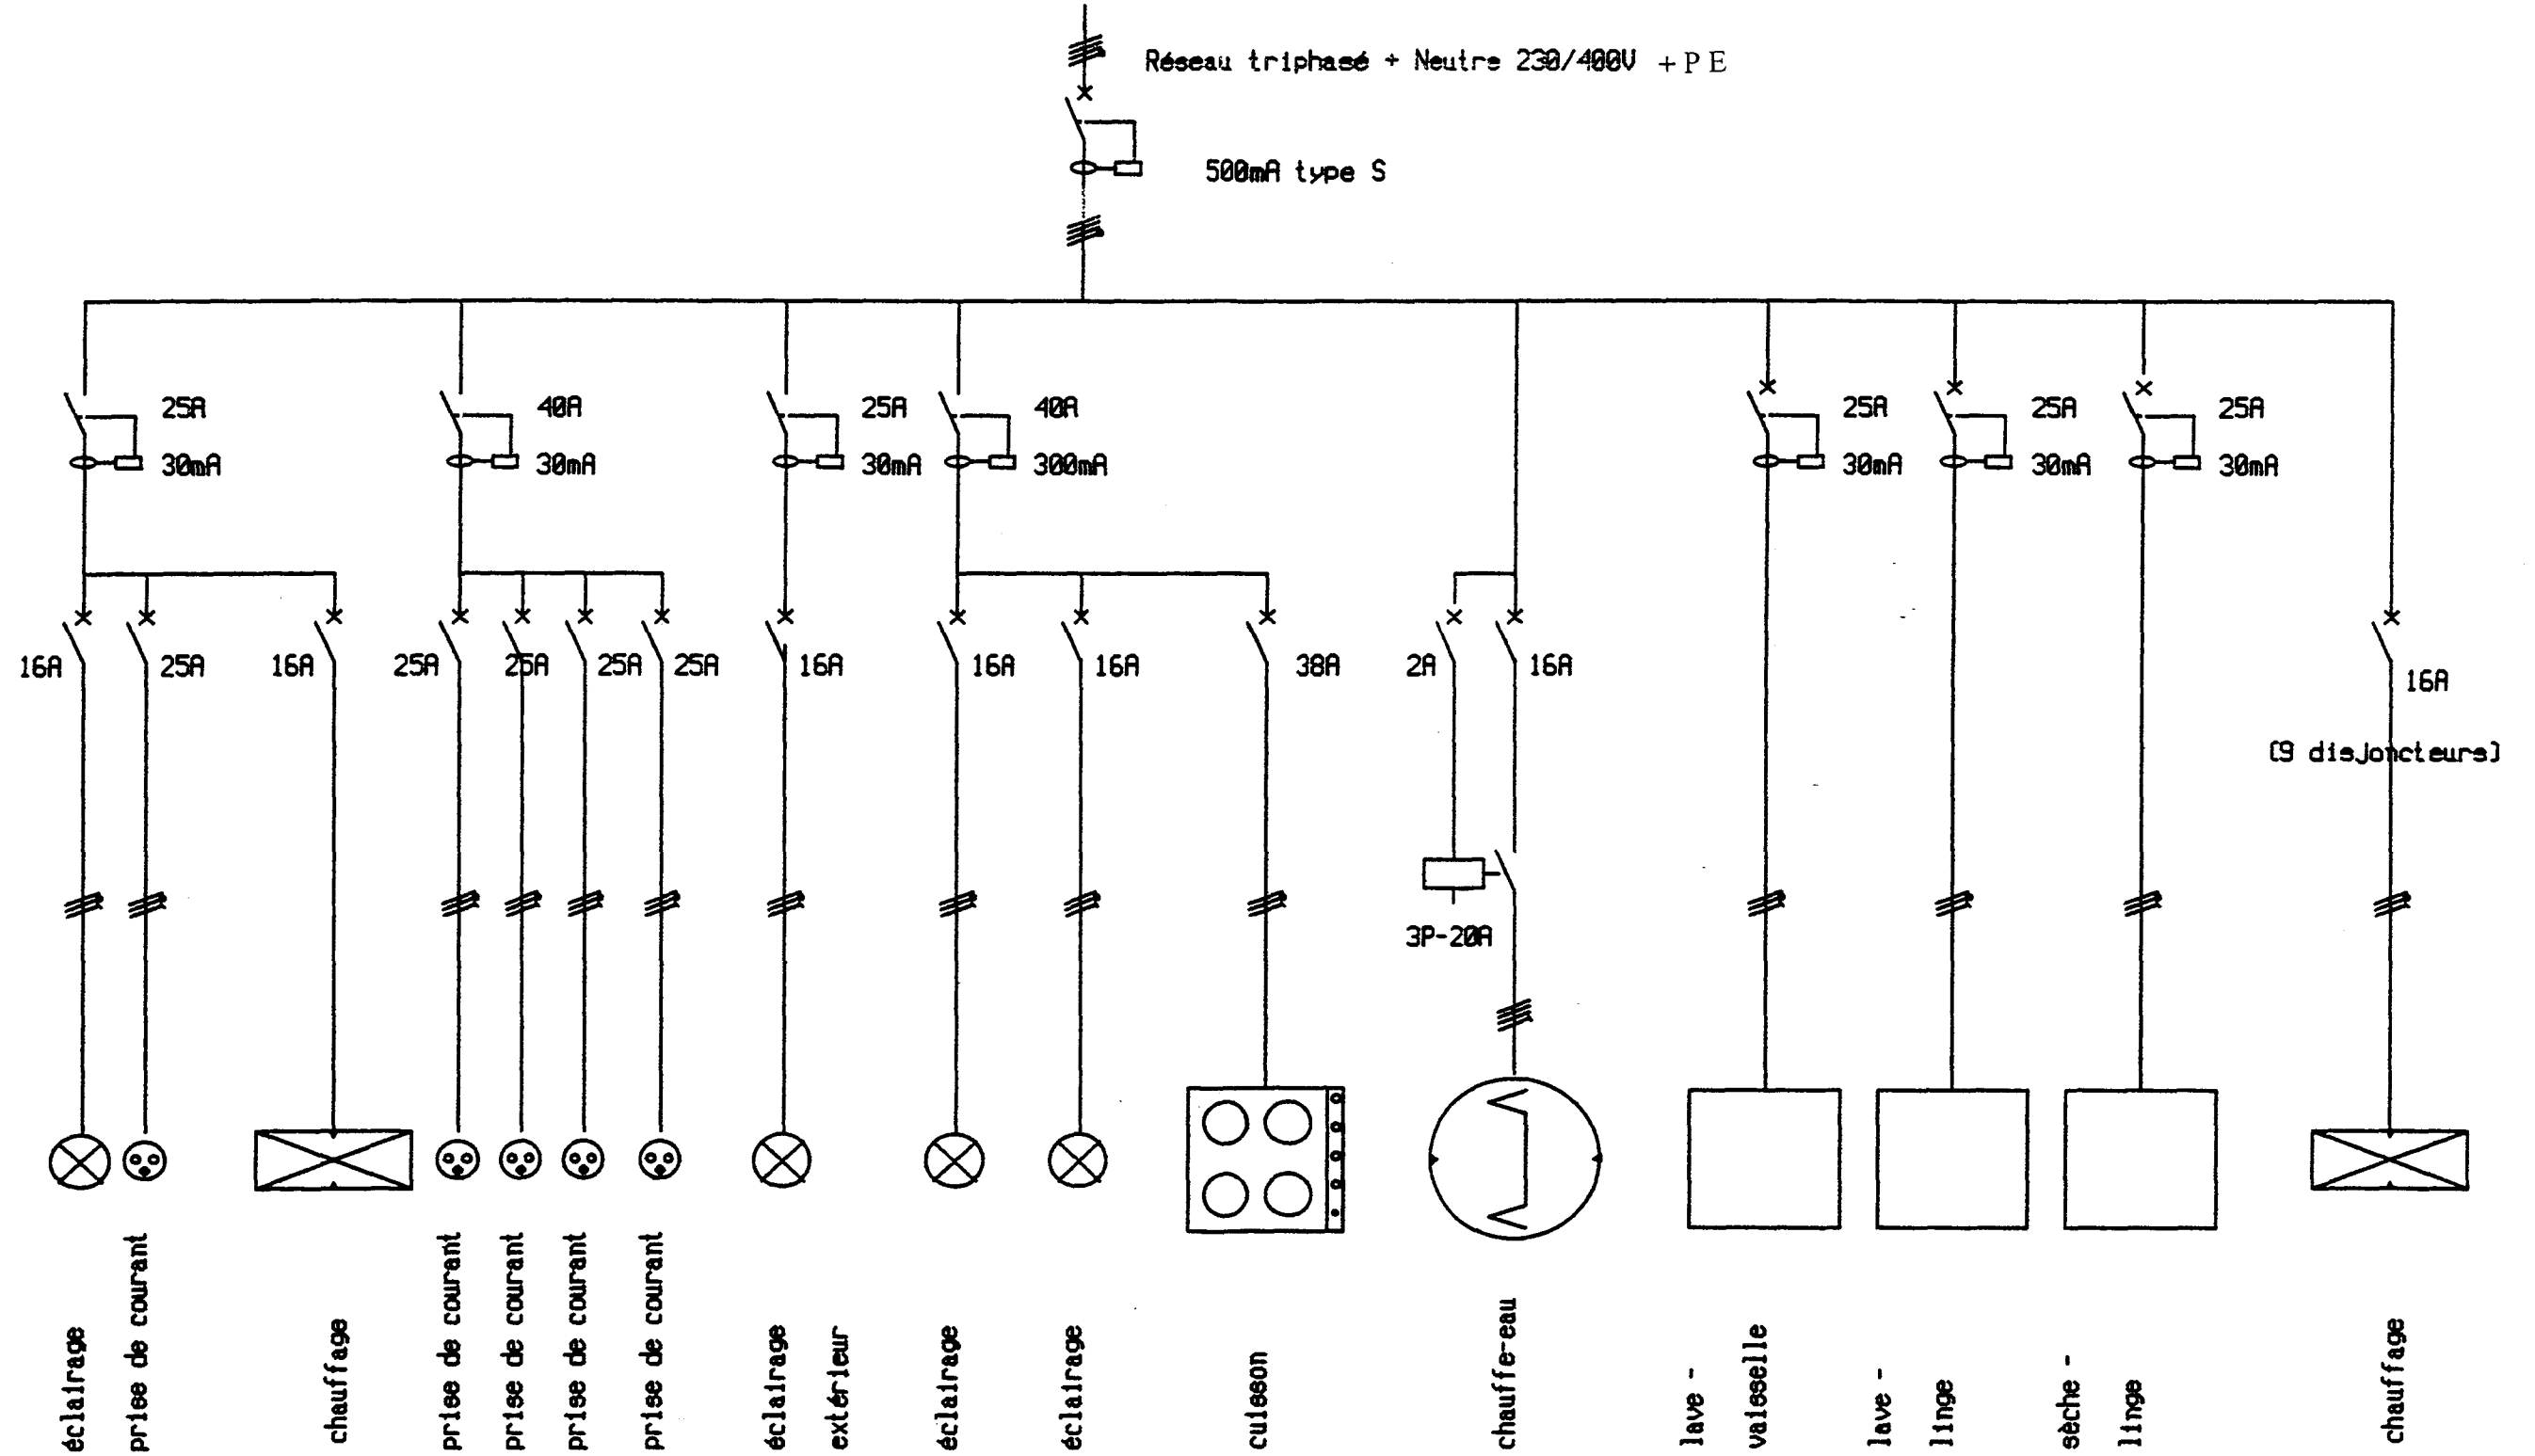 Réseau triphasé + Neutre 230/400V + P E
500mA type S
25A 40A 25A 40A 25A 25A 25A
30mA 30mA 30mA 300mA 30mA 30mA 30mA
16A 25A 16A 25A 25A 25A 25A 16A 16A 16A 38A 2A 16A 16A
(9 disjoncteurs)
3P-20A
éclairage
prise de courant
chauffage
prise de courant
prise de courant
prise de courant
prise de courant
éclairage
extérieur
éclairage
éclairage
cuisson
chauffe-eau
lave -
vaisselle
lave -
linge
sèche -
linge
chauffage